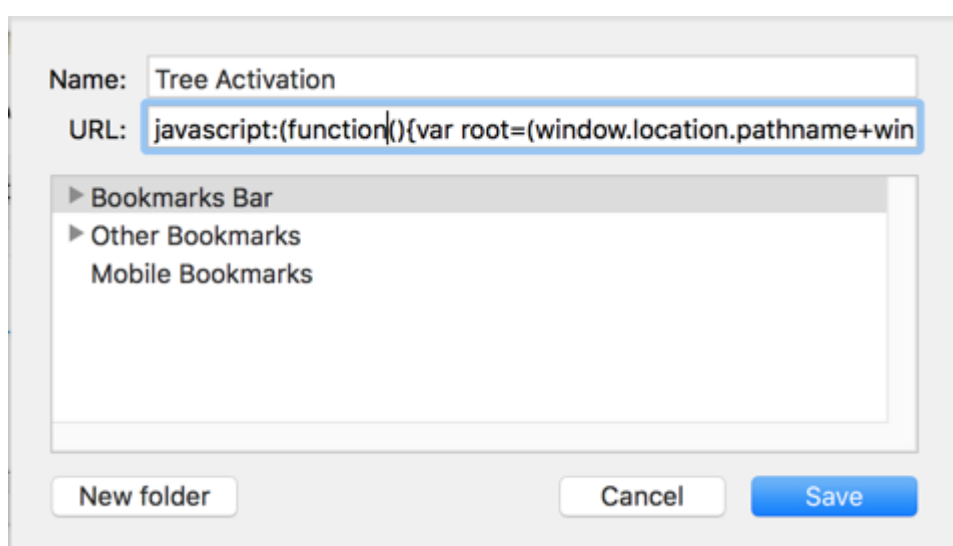 Name: Tree Activation
URL: javascript:(function(){var root=(window.location.pathname+win
Bookmarks Bar
Other Bookmarks
Mobile Bookmarks
New folder Cancel Save